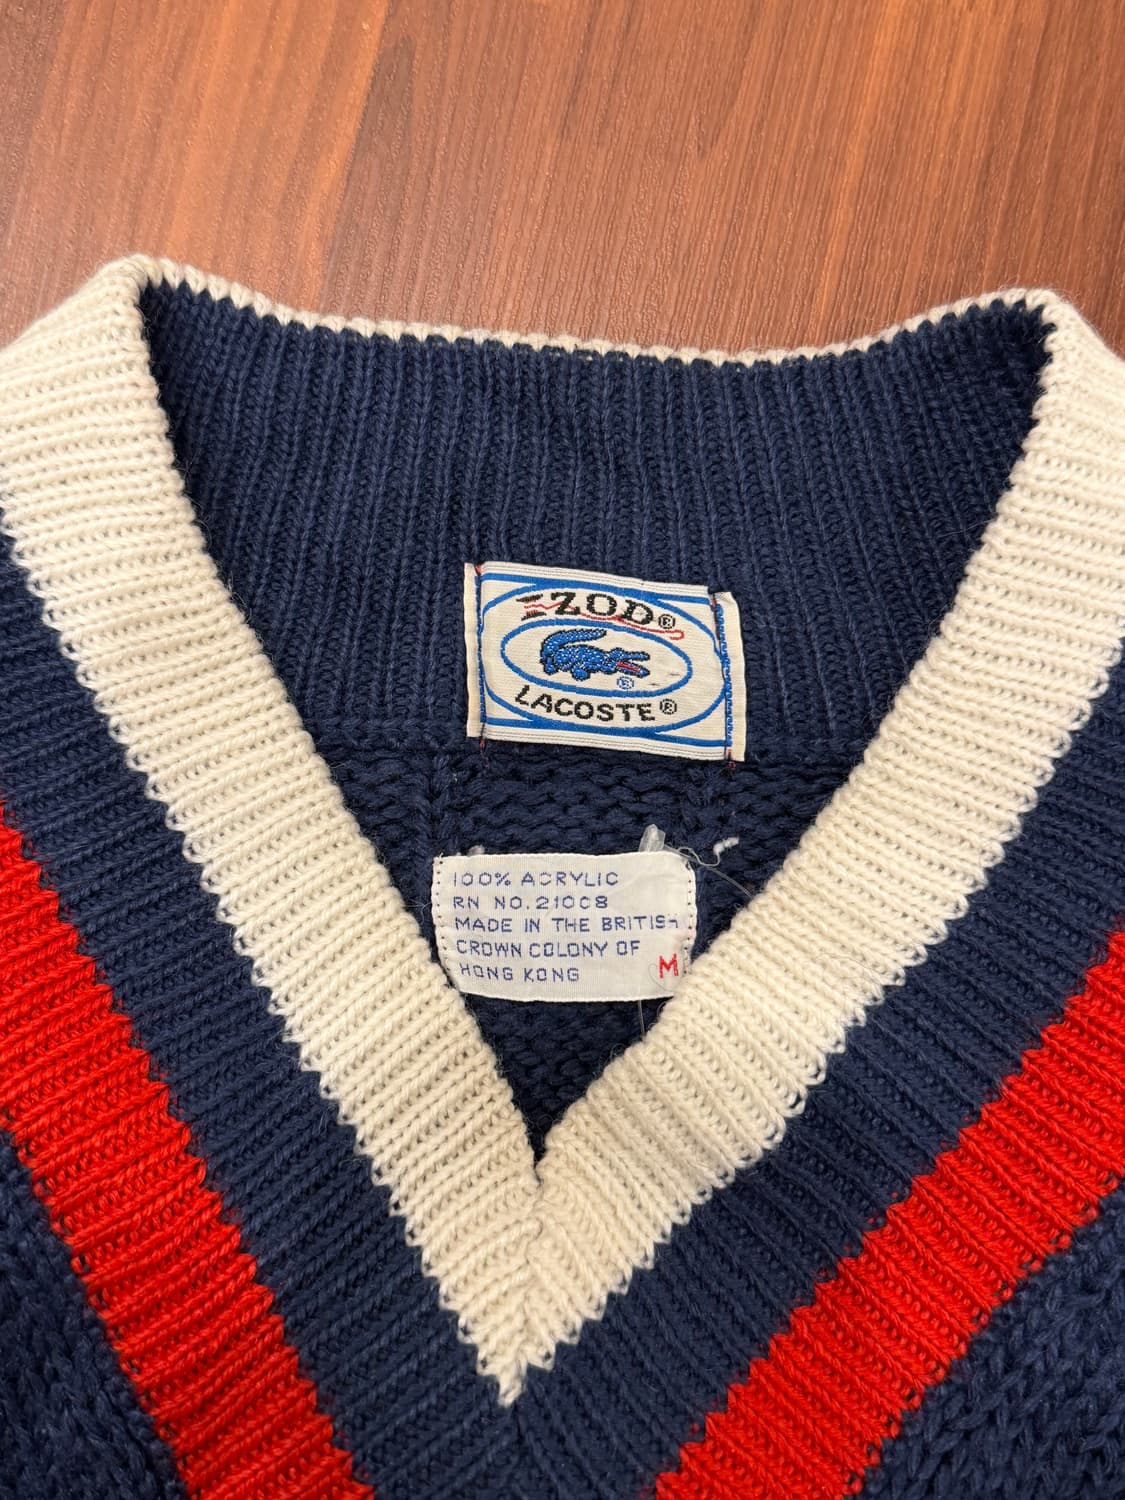 IZOD®
®
LACOSTE®
100% ACRYLIC
RN NO. 21008
MADE IN THE BRITISH
CROWN COLONY OF
HONG KONG M